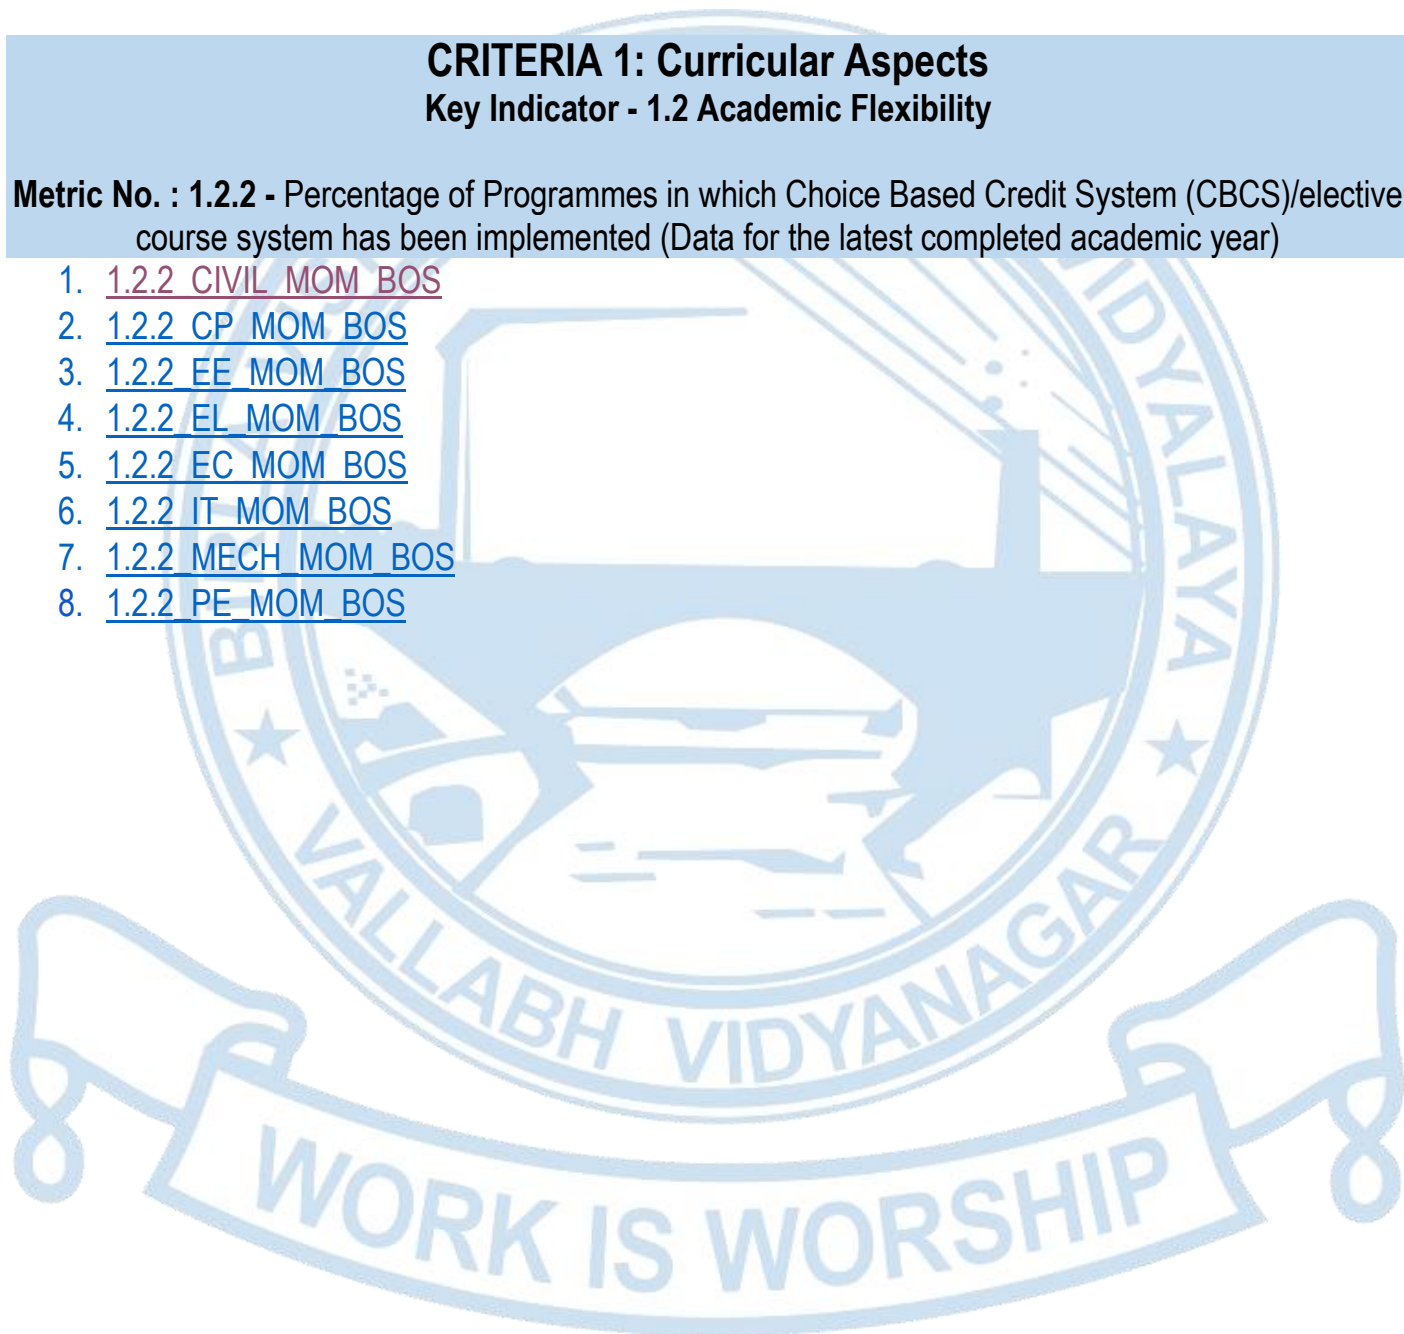 CRITERIA 1: Curricular Aspects
Key Indicator - 1.2 Academic Flexibility
Metric No. : 1.2.2 - Percentage of Programmes in which Choice Based Credit System (CBCS)/elective
course system has been implemented (Data for the latest completed academic year)
1. 1.2.2_CIVIL_MOM_BOS
2. 1.2.2_CP_MOM_BOS
3. 1.2.2_EE_MOM_BOS
4. 1.2.2_EL_MOM_BOS
5. 1.2.2_EC_MOM_BOS
6. 1.2.2_IT_MOM_BOS
7. 1.2.2_MECH_MOM_BOS
8. 1.2.2_PE_MOM_BOS
VIDYALAYA
VALLABH VIDYANAGAR
WORK IS WORSHIP